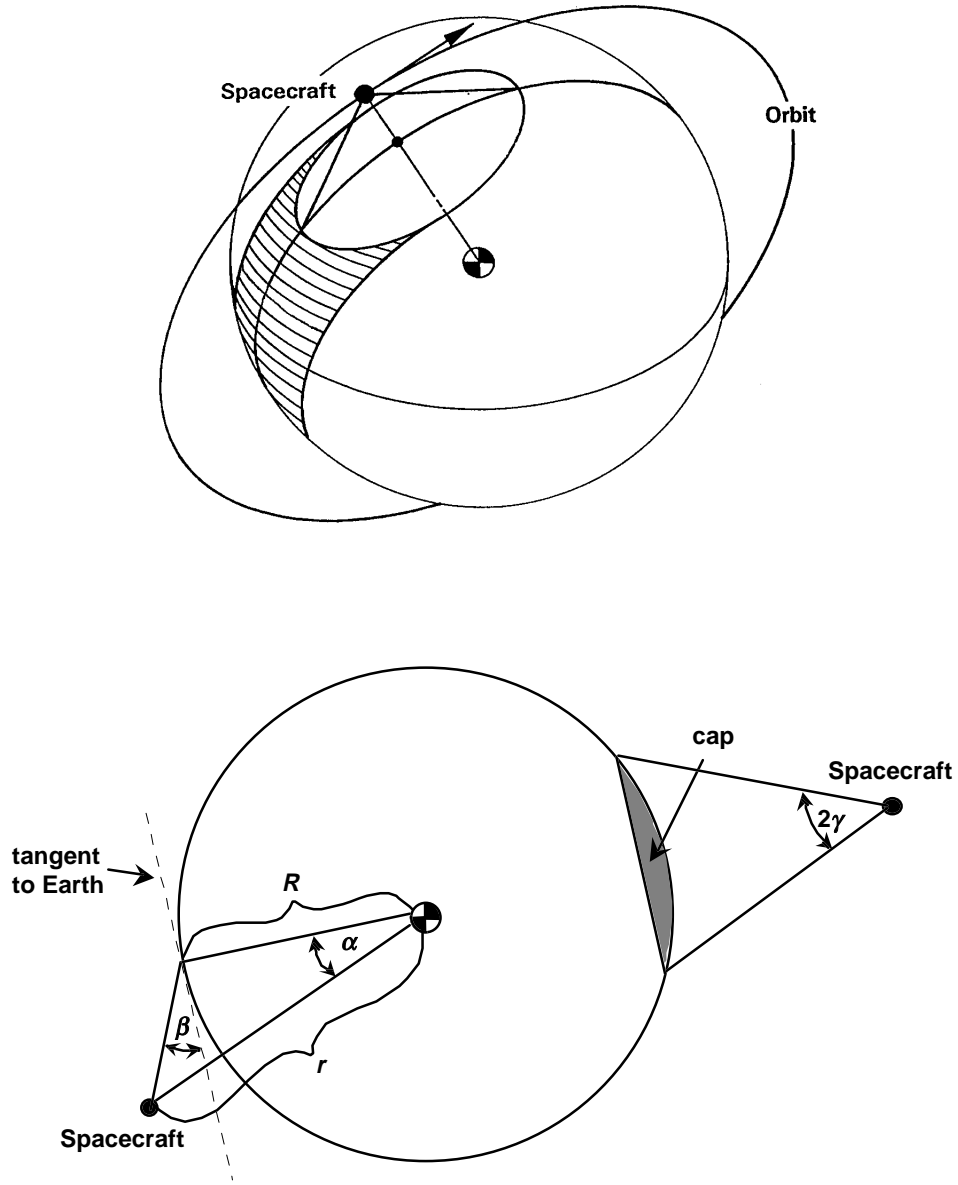 Spacecraft
Orbit
cap
Spacecraft
2γ
tangent
to Earth
R
α
β
r
Spacecraft